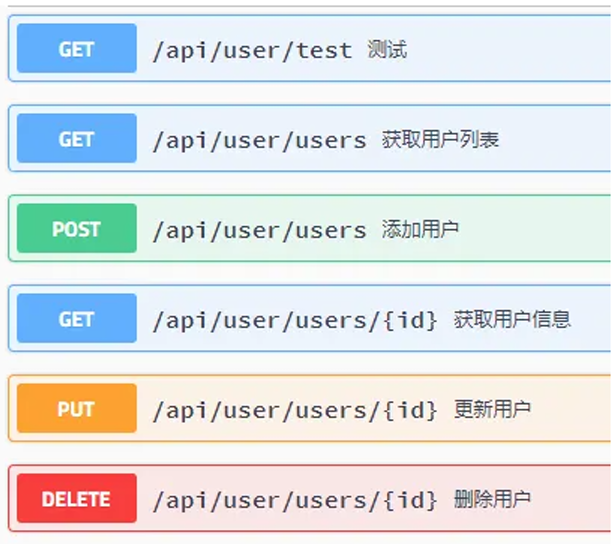 GET /api/user/test 测试
GET /api/user/users 获取用户列表
POST /api/user/users 添加用户
GET /api/user/users/{id} 获取用户信息
PUT /api/user/users/{id} 更新用户
DELETE /api/user/users/{id} 删除用户